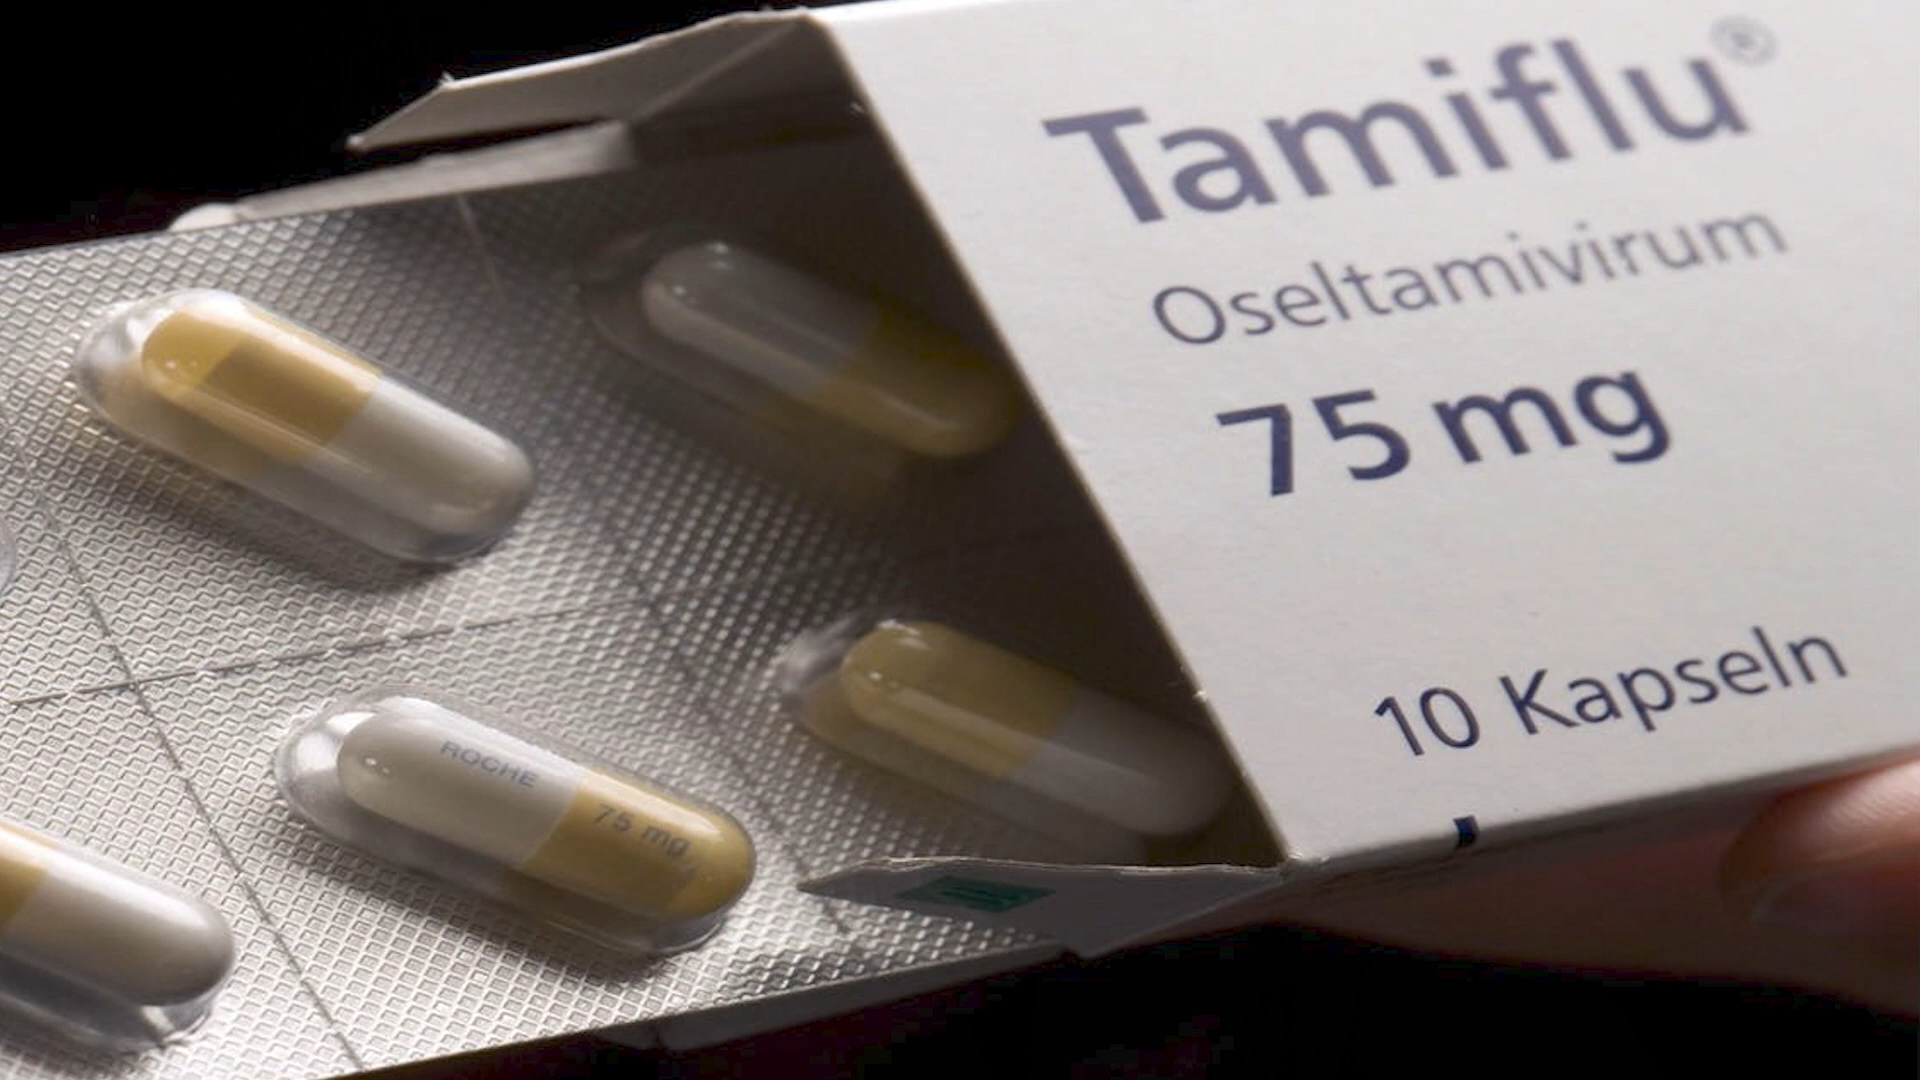 Tamiflu®
Oseltamivirum
75 mg
10 Kapseln
ROCHE
75 mg